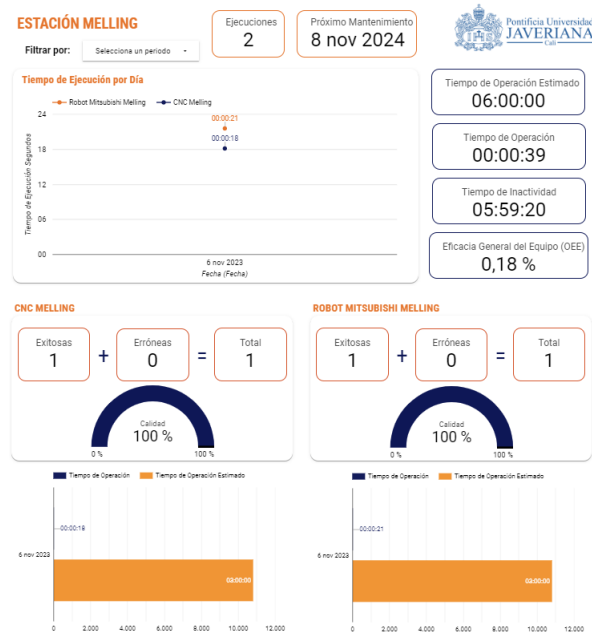 ESTACIÓN MELLING
Filtrar por:
Selecciona un periodo
Ejecuciones
2
Próximo Mantenimiento
8 nov 2024
Pontificia Universidad
JAVERIANA
Cali
Tiempo de Ejecución por Día
Robot Mitsubishi Melling CNC Melling
Tiempo de Ejecución Segundos
24
18
12
06
00
00:00:21
00:00:18
6 nov 2023
Fecha (Fecha)
Tiempo de Operación Estimado
06:00:00
Tiempo de Operación
00:00:39
Tiempo de Inactividad
05:59:20
Eficacia General del Equipo (OEE)
0,18 %
CNC MELLING
Exitosas
1
+
Erróneas
0
=
Total
1
Calidad
100 %
0 % 100 %
Tiempo de Operación Tiempo de Operación Estimado
00:00:18
6 nov 2023
03:00:00
0 2.000 4.000 6.000 8.000 10.000 12.000
ROBOT MITSUBISHI MELLING
Exitosas
1
+
Erróneas
0
=
Total
1
Calidad
100 %
0 % 100 %
Tiempo de Operación Tiempo de Operación Estimado
00:00:21
6 nov 2023
03:00:00
0 2.000 4.000 6.000 8.000 10.000 12.000